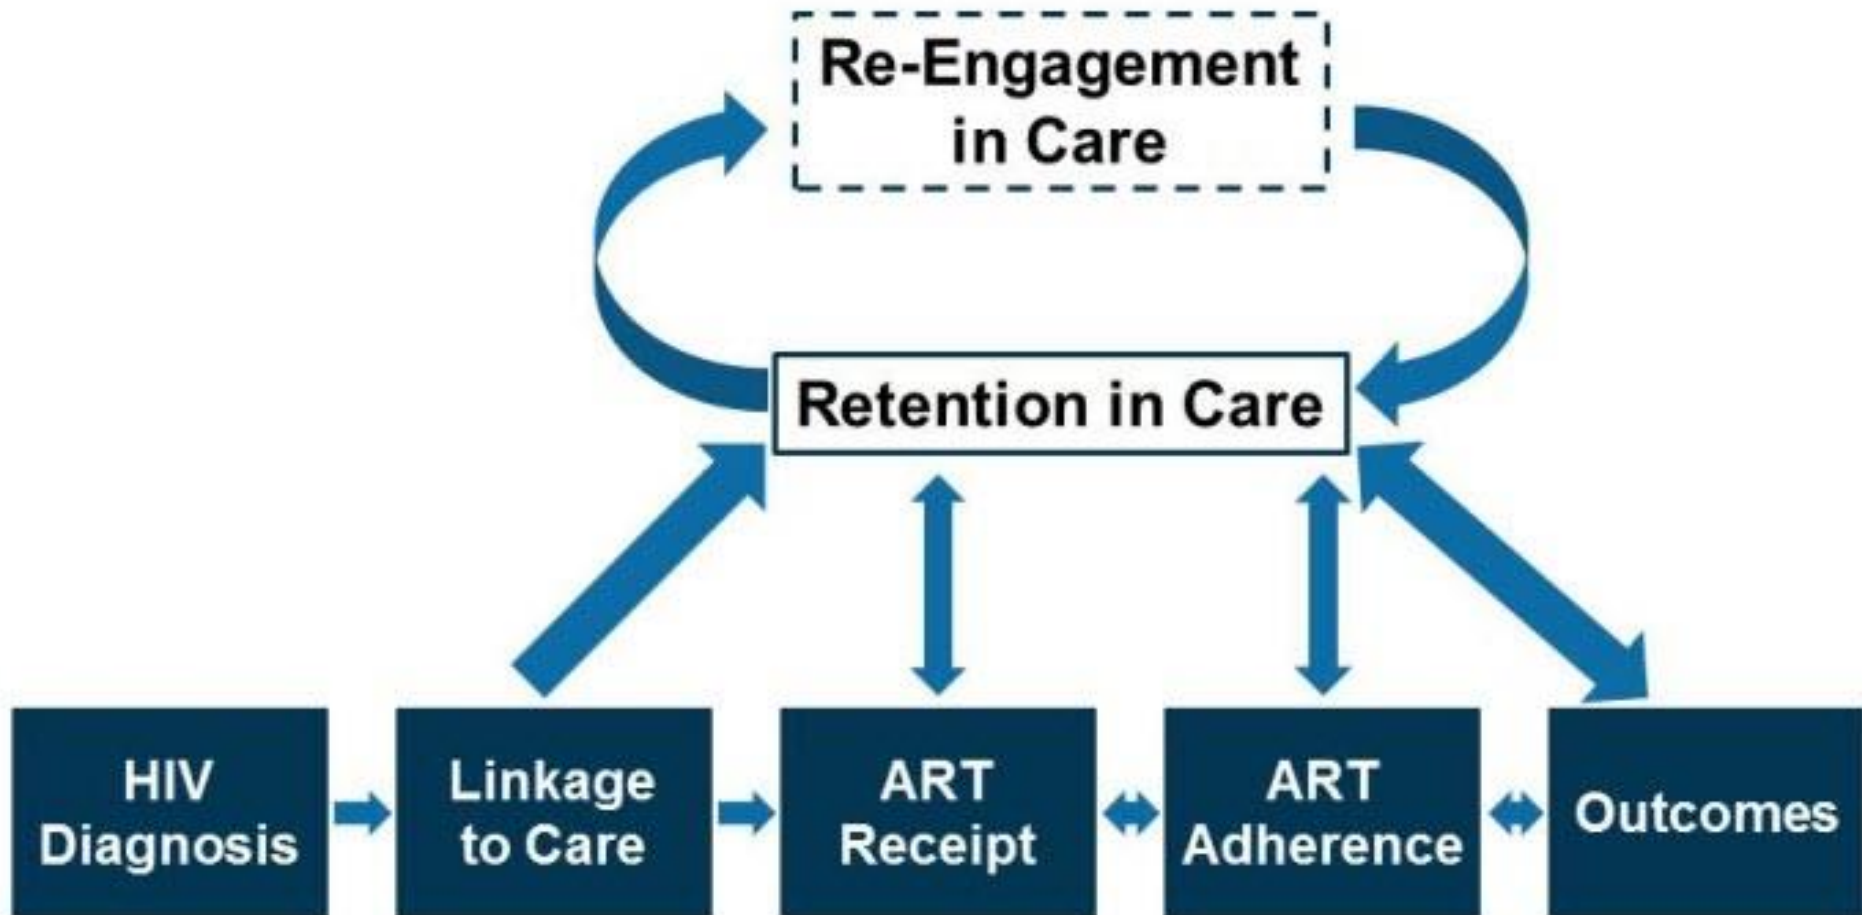 Re-Engagement
in Care
Retention in Care
HIV
Diagnosis
Linkage
to Care
ART
Receipt
ART
Adherence
Outcomes